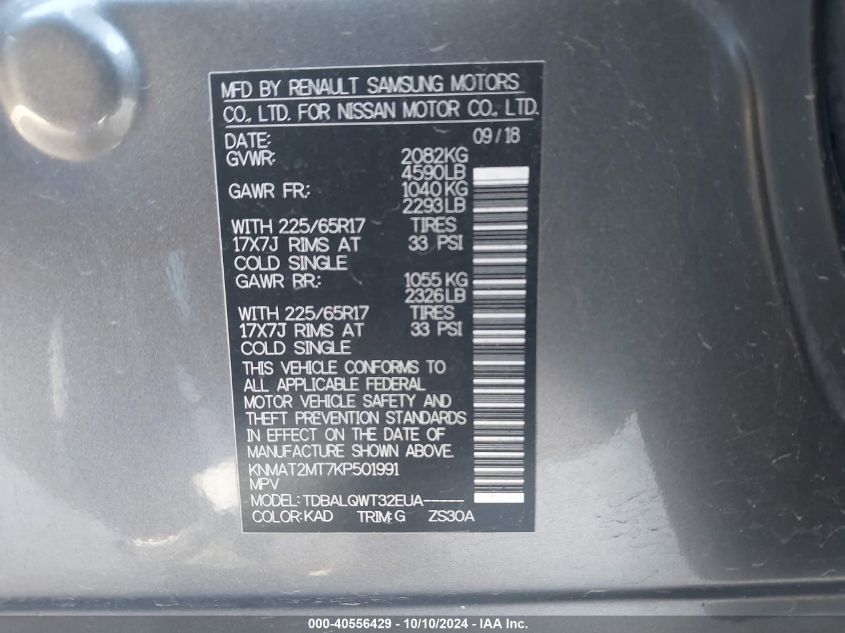 MFD BY RENAULT SAMSUNG MOTORS
CO., LTD. FOR NISSAN MOTOR CO., LTD.
DATE: 09/18
GVWR: 2082KG
4590LB
GAWR FR.: 1040KG
2293LB
WITH 225/65R17 TIRES
17X7J RIMS AT 33 PSI
COLD SINGLE
GAWR RR.: 1055KG
2326LB
WITH 225/65R17 TIRES
17X7J RIMS AT 33 PSI
COLD SINGLE
THIS VEHICLE CONFORMS TO
ALL APPLICABLE FEDERAL
MOTOR VEHICLE SAFETY AND
THEFT PREVENTION STANDARDS
IN EFFECT ON THE DATE OF
MANUFACTURE SHOWN ABOVE.
KNMAT2MT7KP501991
MPV
MODEL: TDBALQWT32EUA-----
COLOR:KAD TRIM:G ZS30A
000-40556429 - 10/10/2024 - IAA Inc.